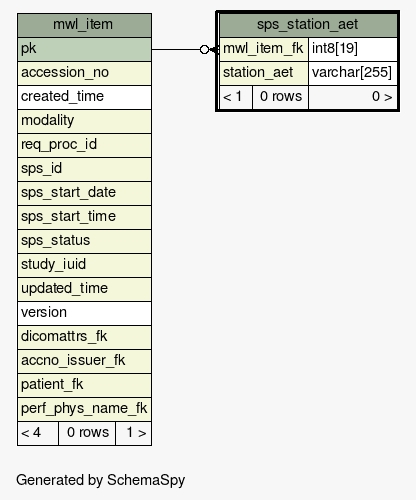 mwl_item
pk
accession_no
created_time
modality
req_proc_id
sps_id
sps_start_date
sps_start_time
sps_status
study_iuid
updated_time
version
dicomattrs_fk
accno_issuer_fk
patient_fk
perf_phys_name_fk
< 4 0 rows 1 >
sps_station_aet
mwl_item_fk int8[19]
station_aet varchar[255]
< 1 0 rows 0 >
Generated by SchemaSpy